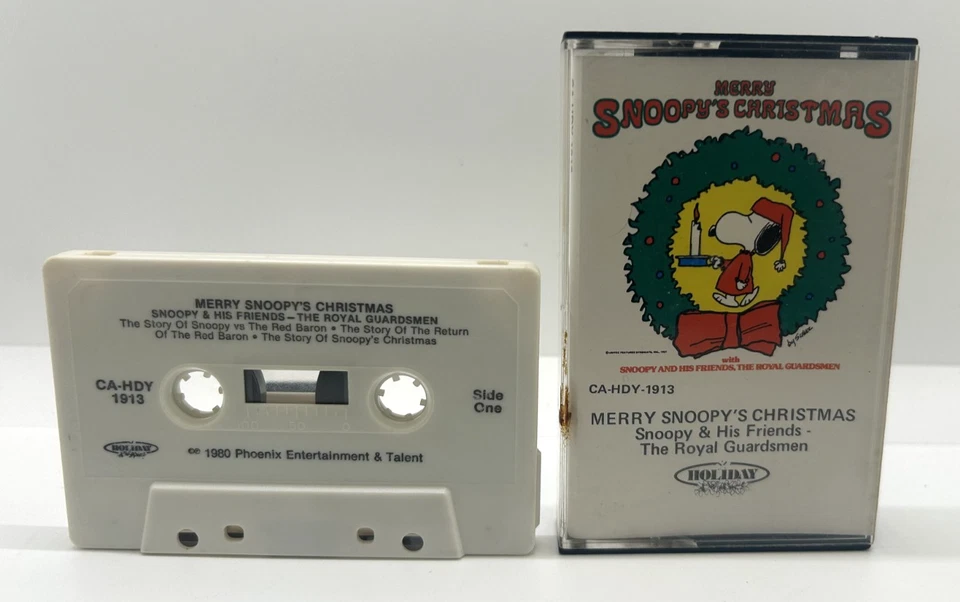 MERRY SNOOPY'S CHRISTMAS
SNOOPY & HIS FRIENDS – THE ROYAL GUARDSMEN
The Story Of Snoopy vs The Red Baron • The Story Of The Return
Of The Red Baron • The Story Of Snoopy's Christmas
CA-HDY
1913
Side
One
HOLIDAY
℗© 1980 Phoenix Entertainment & Talent
MERRY
SNOOPY'S CHRISTMAS
with
SNOOPY AND HIS FRIENDS, THE ROYAL GUARDSMEN
CA-HDY-1913
MERRY SNOOPY'S CHRISTMAS
Snoopy & His Friends -
The Royal Guardsmen
HOLIDAY